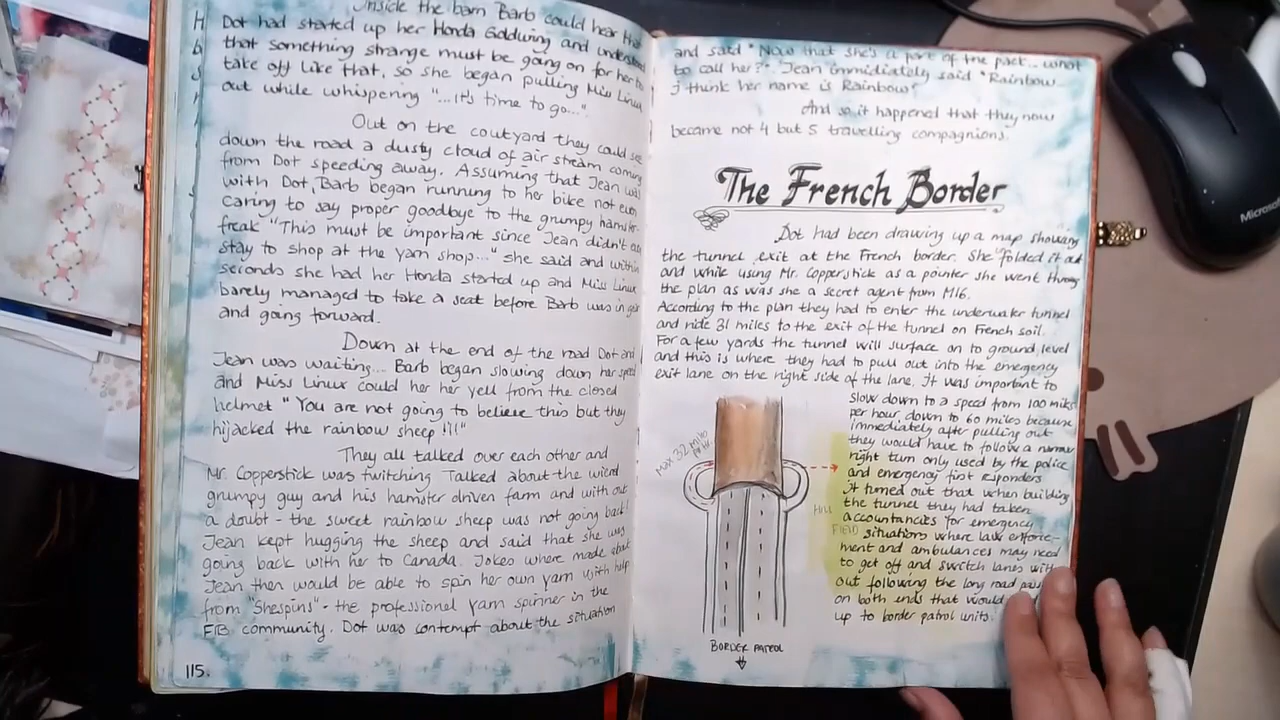 Inside the barn Barb could hear that
Dot had started up her Honda Goldwing and understood
that something strange must be going on for her to
take off like that, so she began pulling Miss Linux
out while whispering "...it's time to go..."
Out on the coutyard they could see
down the road a dusty cloud of air stream coming
from Dot speeding away. Assuming that Jean was
with Dot, Barb began running to her bike not even
caring to say proper goodbye to the grumpy hamster-
freak "This must be important since Jean didn't
stay to shop at the yarn shop..." she said and within
seconds she had her Honda started up and Miss Linux
barely managed to take a seat before Barb was in gear
and going forward.
Down at the end of the road Dot and
Jean was waiting... Barb began slowing down her speed
and Miss Linux could her her yell from the closed
helmet "You are not going to believe this but they
hijacked the rainbow sheep !!!"
They all talked over each other and
Mr. Copperstick was twitching Talked about the wierd
grumpy guy and his hamster driven farm and with out
a doubt - the sweet rainbow sheep was not going back!
Jean kept hugging the sheep and said that she was
going back with her to Canada. Jokes where made about
Jean then would be able to spin her own yarn with help
from "Shespins" - the professional yarn spinner in the
FTB community. Dot was contempt about the situation
115.
and said "Now that she's a part of the pack... what
to call her?" Jean immidiately said "Rainbow...
I think her name is Rainbow"
And so it happened that they now
became not 4 but 5 travelling compagnions.
The French Border
Dot had been drawing up a map showing
the tunnel exit at the French border. She folded it out
and while using Mr. Copperstick as a pointer she went through
the plan as was she a secret agent from M16.
According to the plan they had to enter the underwater tunnel
and ride 31 miles to the exit of the tunnel on French soil.
For a few yards the tunnel will surface on to ground level
and this is where they had to pull out into the emergency
exit lane on the right side of the lane. It was important to
slow down to a speed from 100 miles
per hour down to 60 miles because
immediately after pulling out
they would have to follow a narrow
right turn only used by the police
and emergency first responders
It turned out that when building
the tunnel they had taken
accountancies for emergency
situations where law enforce-
ment and ambulances may need
to get off and switch lanes with
out following the long road
on both ends that would
up to border patrol units.
Max 32 Miles
FIELD
BORDER PATROL
Microsoft